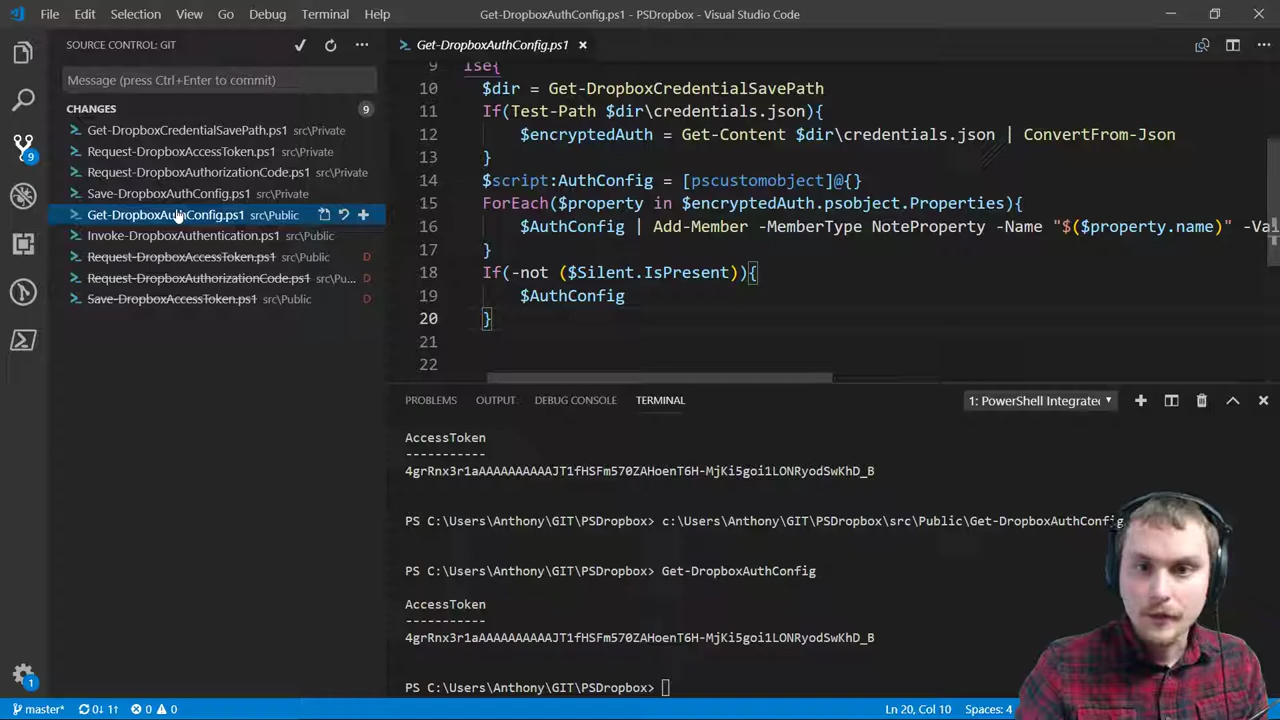 File Edit Selection View Go Debug Terminal Help
Get-DropboxAuthConfig.ps1 - PSDropbox - Visual Studio Code
SOURCE CONTROL: GIT
Message (press Ctrl+Enter to commit)
CHANGES 9
Get-DropboxCredentialSavePath.ps1 src\Private
Request-DropboxAccessToken.ps1 src\Private
Request-DropboxAuthorizationCode.ps1 src\Private
Save-DropboxAuthConfig.ps1 src\Private
Get-DropboxAuthConfig.ps1 src\Public
Invoke-DropboxAuthentication.ps1 src\Public
Request-DropboxAccessToken.ps1 src\Public D
Request-DropboxAuthorizationCode.ps1 src\Pu... D
Save-DropboxAccessToken.ps1 src\Public D
9
1
Get-DropboxAuthConfig.ps1
9 lse{
10 $dir = Get-DropboxCredentialSavePath
11 If(Test-Path $dir\credentials.json){
12 $encryptedAuth = Get-Content $dir\credentials.json | ConvertFrom-Json
13 }
14 $script:AuthConfig = [pscustomobject]@{}
15 ForEach($property in $encryptedAuth.psobject.Properties){
16 $AuthConfig | Add-Member -MemberType NoteProperty -Name "$($property.name)" -Va
17 }
18 If(-not ($Silent.IsPresent)){
19 $AuthConfig
20 }
21
22
PROBLEMS OUTPUT DEBUG CONSOLE TERMINAL
1: PowerShell Integrate
AccessToken
-----------
4grRnx3r1aAAAAAAAAAAJT1fHSFm570ZAHoenT6H-MjKi5goi1LONRyodSwKhD_B
PS C:\Users\Anthony\GIT\PSDropbox> c:\Users\Anthony\GIT\PSDropbox\src\Public\Get-DropboxAuthConfig
PS C:\Users\Anthony\GIT\PSDropbox> Get-DropboxAuthConfig
AccessToken
-----------
4grRnx3r1aAAAAAAAAAAJT1fHSFm570ZAHoenT6H-MjKi5goi1LONRyodSwKhD_B
PS C:\Users\Anthony\GIT\PSDropbox>
master* 0↓ 1↑ 0 0
Ln 20, Col 10 Spaces: 4